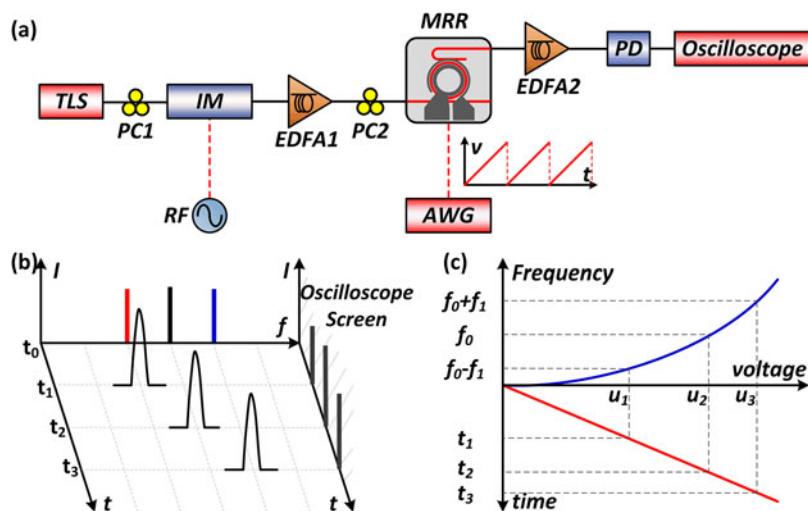 (a)
MRR
TLS
PC1
IM
EDFA1
PC2
EDFA2
PD
Oscilloscope
RF
AWG
v
t
(b)
I
I
Oscilloscope
Screen
f
t0
t1
t2
t3
t
t
(c)
Frequency
f0+f1
f0
f0-f1
voltage
u1
u2
u3
t1
t2
t3
time